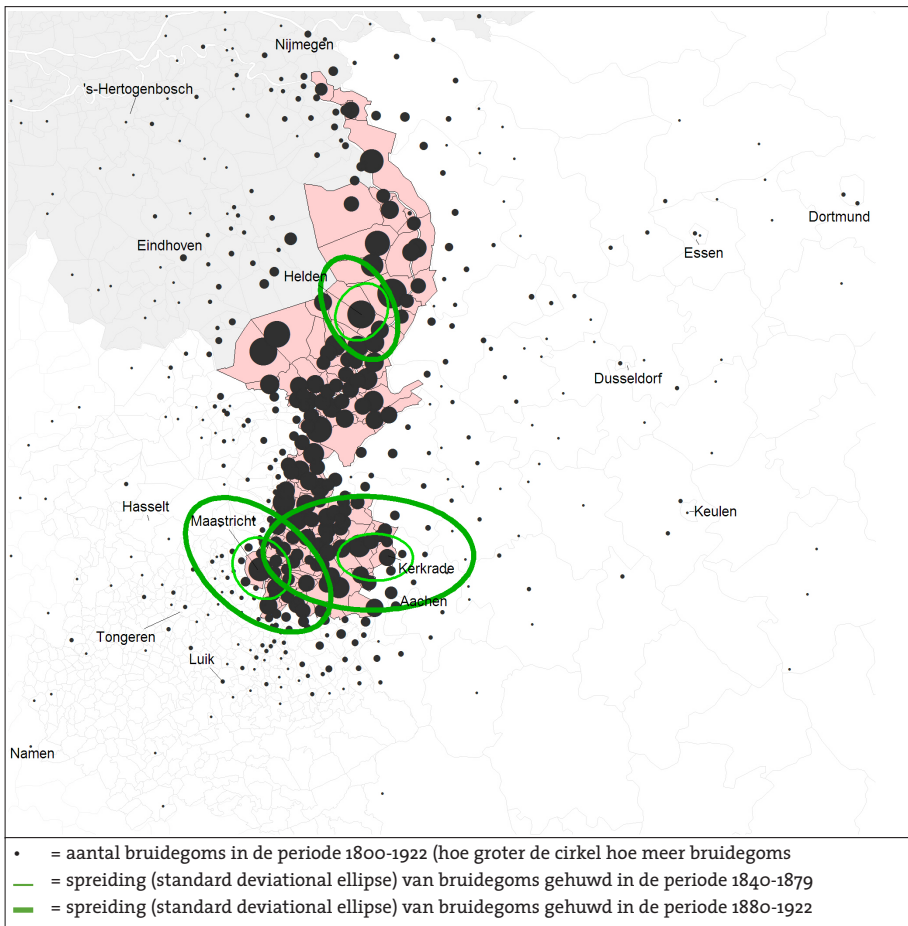 Nijmegen
's-Hertogenbosch
Dortmund
Eindhoven
Essen
Helden
Dusseldorf
Hasselt
Maastricht
Keulen
Kerkrade
Aachen
Tongeren
Luik
Namen
• = aantal bruidegoms in de periode 1800-1922 (hoe groter de cirkel hoe meer bruidegoms
= spreiding (standard deviational ellipse) van bruidegoms gehuwd in de periode 1840-1879
= spreiding (standard deviational ellipse) van bruidegoms gehuwd in de periode 1880-1922